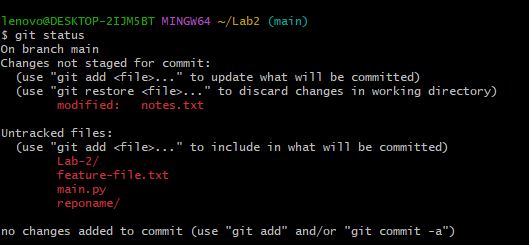 lenovo@DESKTOP-2IJM5BT MINGW64 ~/Lab2 (main)
$ git status
On branch main
Changes not staged for commit:
  (use "git add <file>..." to update what will be committed)
  (use "git restore <file>..." to discard changes in working directory)
        modified:   notes.txt

Untracked files:
  (use "git add <file>..." to include in what will be committed)
        Lab-2/
        feature-file.txt
        main.py
        reponame/

no changes added to commit (use "git add" and/or "git commit -a")